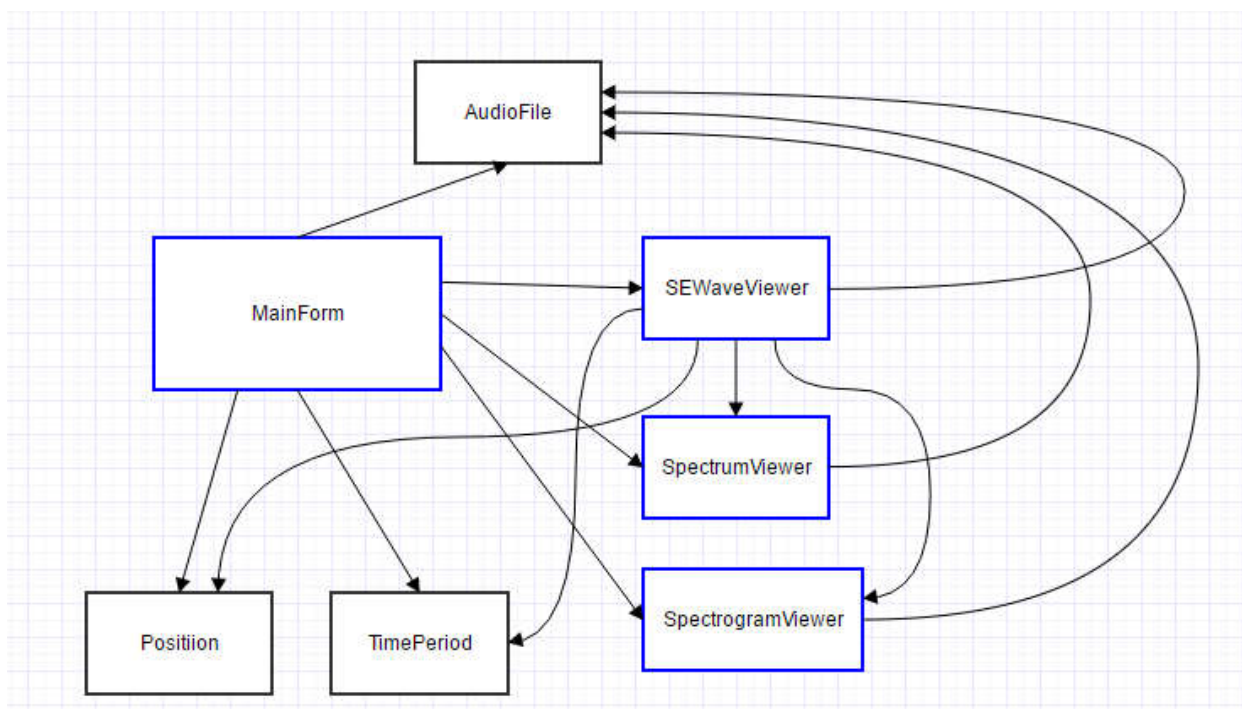 AudioFile
MainForm
SEWaveViewer
SpectrumViewer
SpectrogramViewer
Positiion
TimePeriod